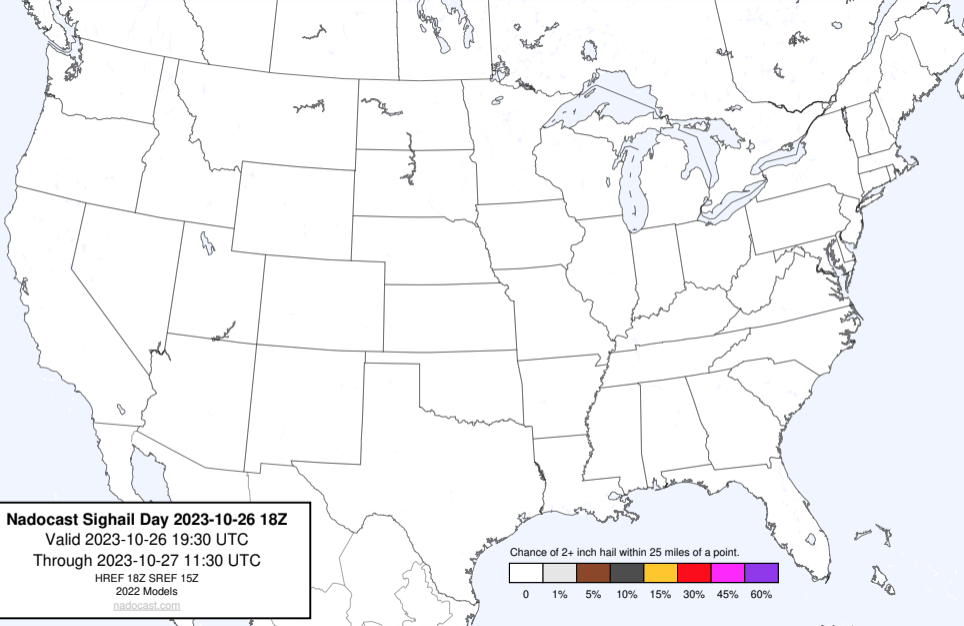 Nadocast Sighail Day 2023-10-26 18Z
Valid 2023-10-26 19:30 UTC
Through 2023-10-27 11:30 UTC
HREF 18Z SREF 15Z
2022 Models
nadocast.com
Chance of 2+ inch hail within 25 miles of a point.
0 1% 5% 10% 15% 30% 45% 60%